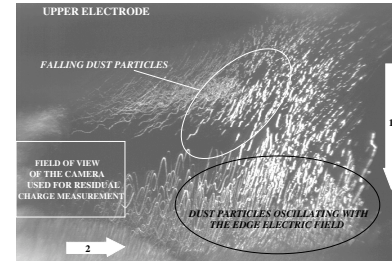 UPPER ELECTRODE
FALLING DUST PARTICLES
1
FIELD OF VIEW
OF THE CAMERA
USED FOR RESIDUAL
CHARGE MEASUREMENT
DUST PARTICLES OSCILLATING WITH
THE EDGE ELECTRIC FIELD
2